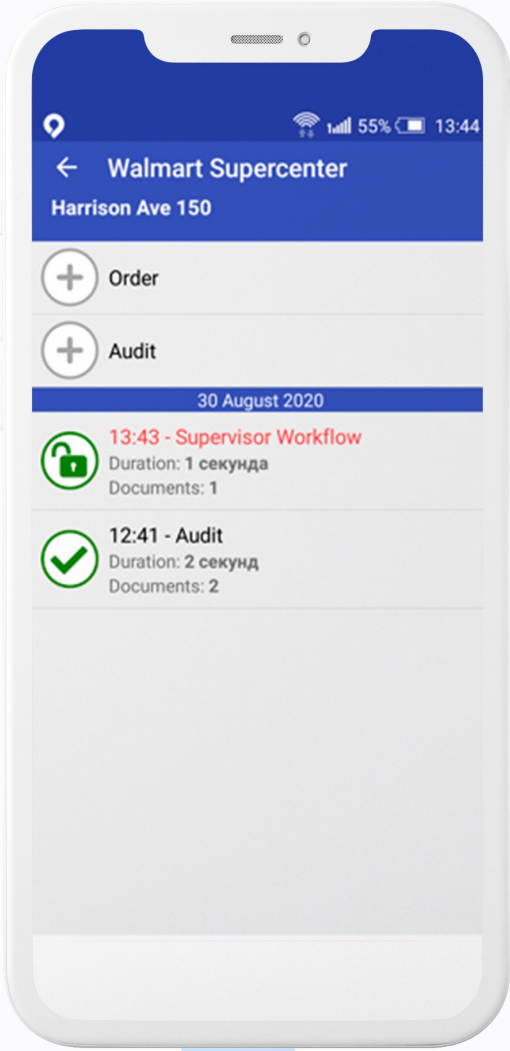 55% 13:44
Walmart Supercenter
Harrison Ave 150
Order
Audit
30 August 2020
13:43 - Supervisor Workflow
Duration: 1 секунда
Documents: 1
12:41 - Audit
Duration: 2 секунд
Documents: 2